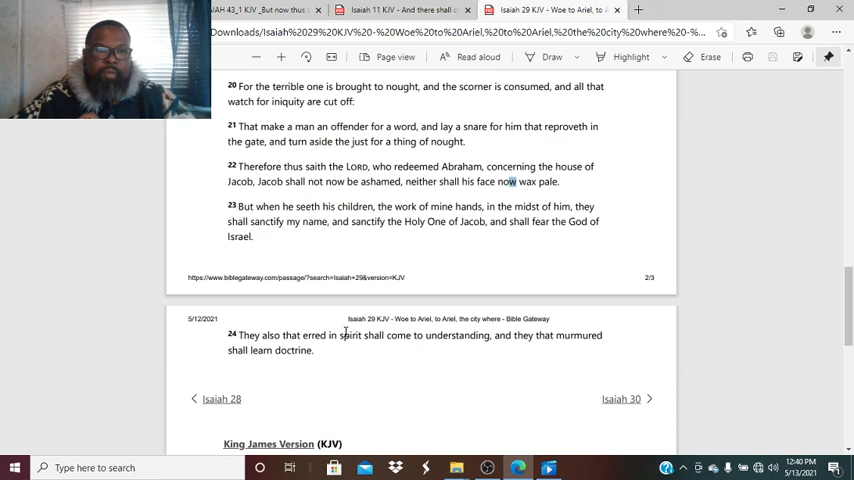 AIAH 43_1 KJV _But now thus s
Isaiah 11 KJV - And there shall c
Isaiah 29 KJV - Woe to Ariel, to A
Downloads/Isaiah%2029%20KJV%20-%20Woe%20to%20Ariel,%20to%20Ariel,%20the%20city%20where%20-%...
Page view
Read aloud
Draw
Highlight
Erase
20 For the terrible one is brought to nought, and the scorner is consumed, and all that
watch for iniquity are cut off:
21 That make a man an offender for a word, and lay a snare for him that reproveth in
the gate, and turn aside the just for a thing of nought.
22 Therefore thus saith the LORD, who redeemed Abraham, concerning the house of
Jacob, Jacob shall not now be ashamed, neither shall his face now wax pale.
23 But when he seeth his children, the work of mine hands, in the midst of him, they
shall sanctify my name, and sanctify the Holy One of Jacob, and shall fear the God of
Israel.
https://www.biblegateway.com/passage/?search=Isaiah+29&version=KJV
2/3
5/12/2021
Isaiah 29 KJV - Woe to Ariel, to Ariel, the city where - Bible Gateway
24 They also that erred in spirit shall come to understanding, and they that murmured
shall learn doctrine.
Isaiah 28
Isaiah 30
King James Version (KJV)
Type here to search
12:40 PM
5/13/2021